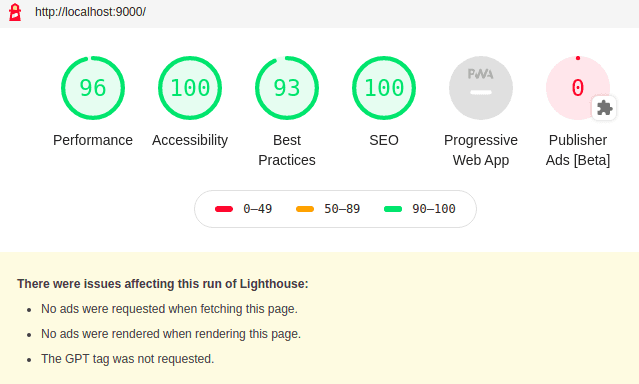 http://localhost:9000/
96 100 93 100 PWA 0
Performance Accessibility Best Practices SEO Progressive Web App Publisher Ads [Beta]
0–49 50–89 90–100
There were issues affecting this run of Lighthouse:
No ads were requested when fetching this page.
No ads were rendered when rendering this page.
The GPT tag was not requested.